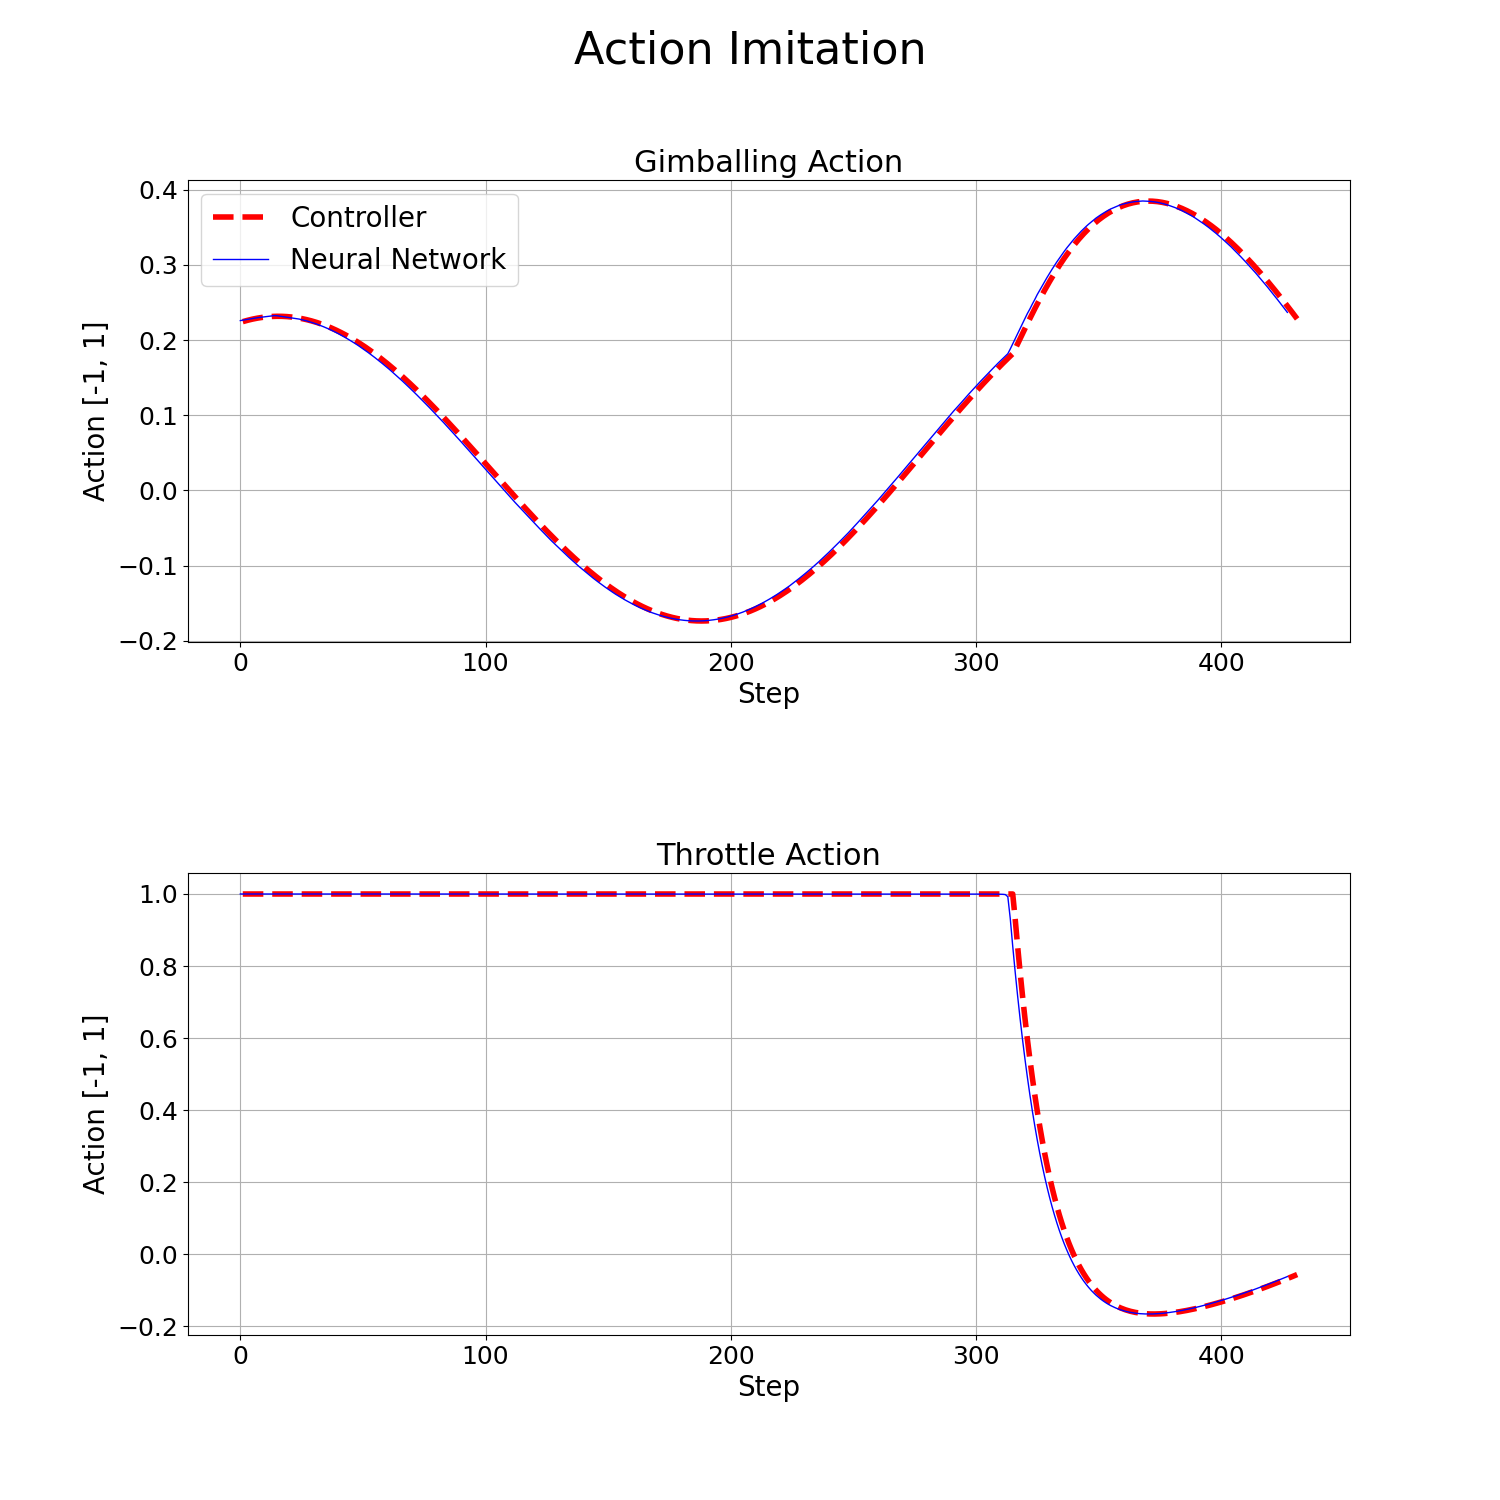 Action Imitation
Gimballing Action
Controller
Neural Network
Action [-1, 1]
0.4
0.3
0.2
0.1
0.0
−0.1
−0.2
0 100 200 300 400
Step
Throttle Action
Action [-1, 1]
1.0
0.8
0.6
0.4
0.2
0.0
−0.2
0 100 200 300 400
Step